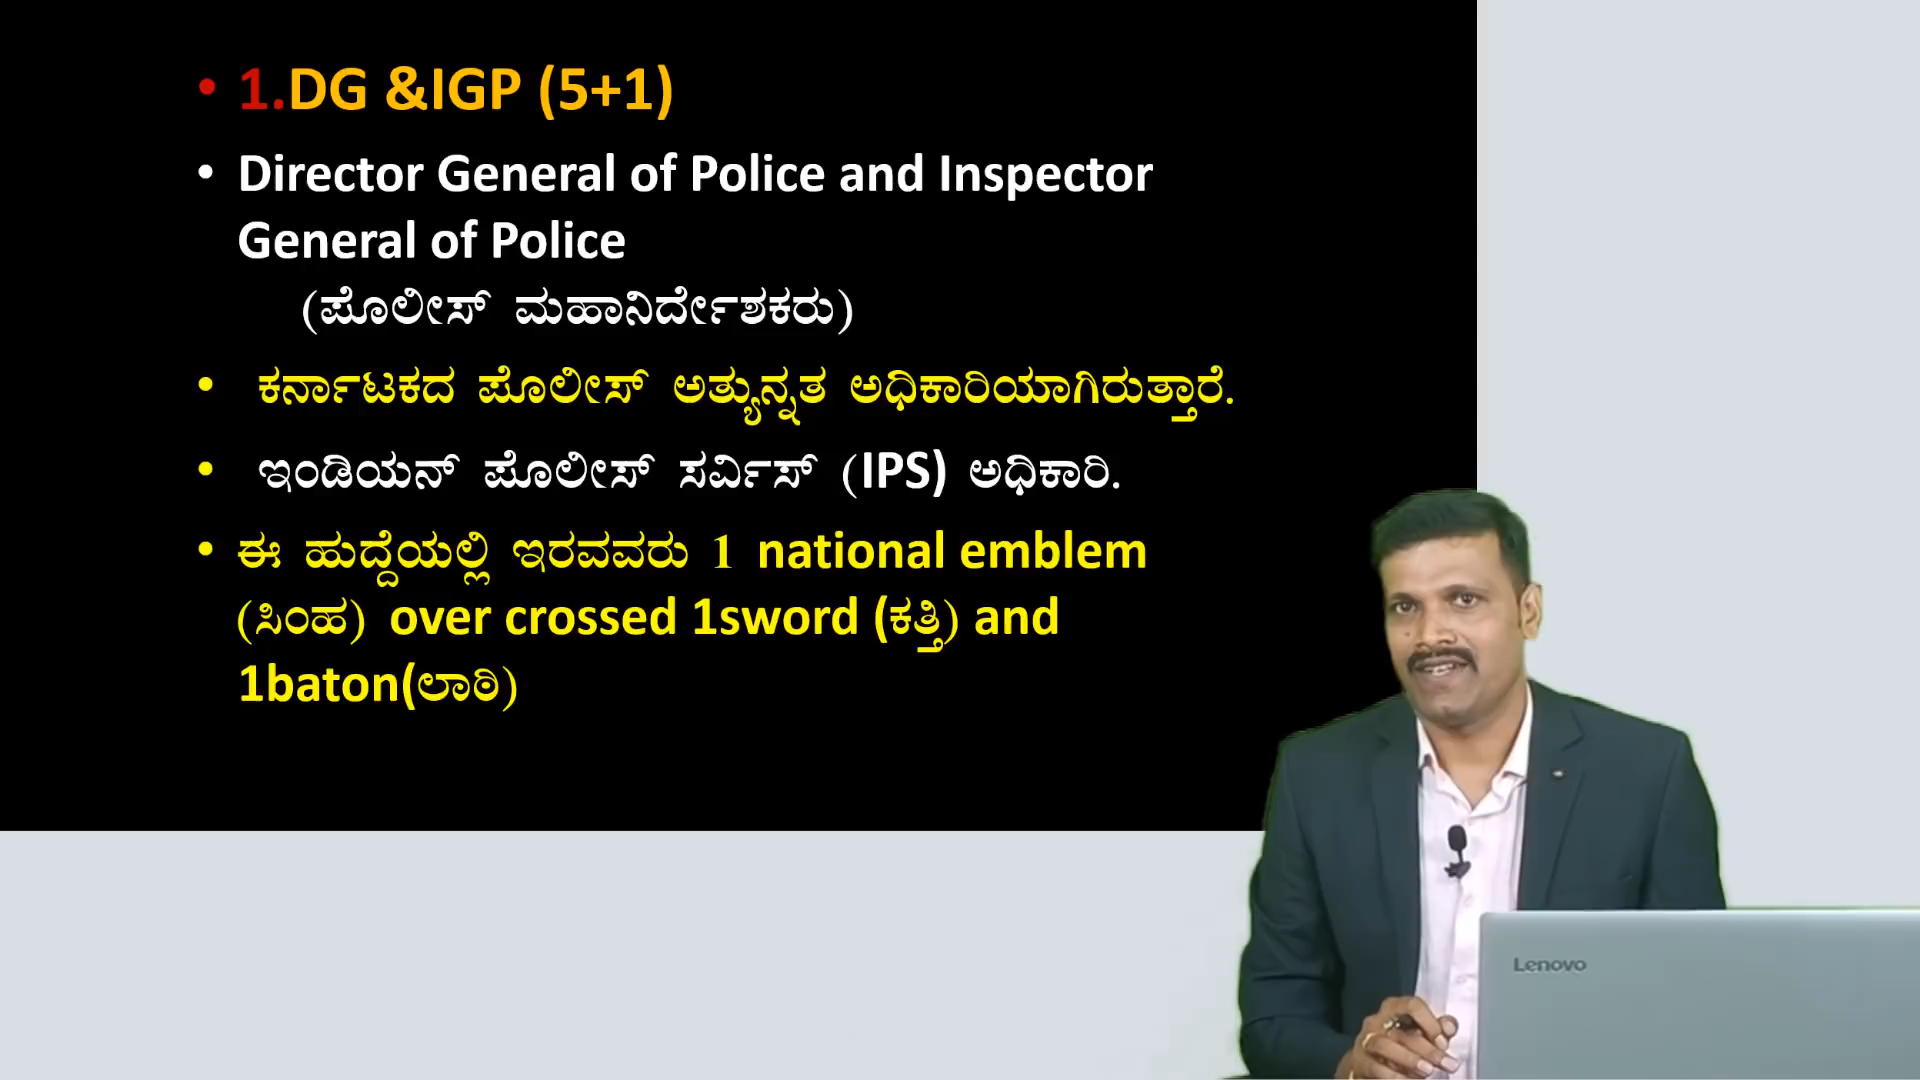 • 1.DG &IGP (5+1)
• Director General of Police and Inspector
General of Police
(ಪೊಲೀಸ್ ಮಹಾನಿರ್ದೇಶಕರು)
• ಕರ್ನಾಟಕದ ಪೊಲೀಸ್ ಅತ್ಯುನ್ನತ ಅಧಿಕಾರಿಯಾಗಿರುತ್ತಾರೆ.
• ಇಂಡಿಯನ್ ಪೊಲೀಸ್ ಸರ್ವಿಸ್ (IPS) ಅಧಿಕಾರಿ.
• ಈ ಹುದ್ದೆಯಲ್ಲಿ ಇರವವರು 1 national emblem
(ಸಿಂಹ) over crossed 1sword (ಕತ್ತಿ) and
1baton(ಲಾಠಿ)
Lenovo